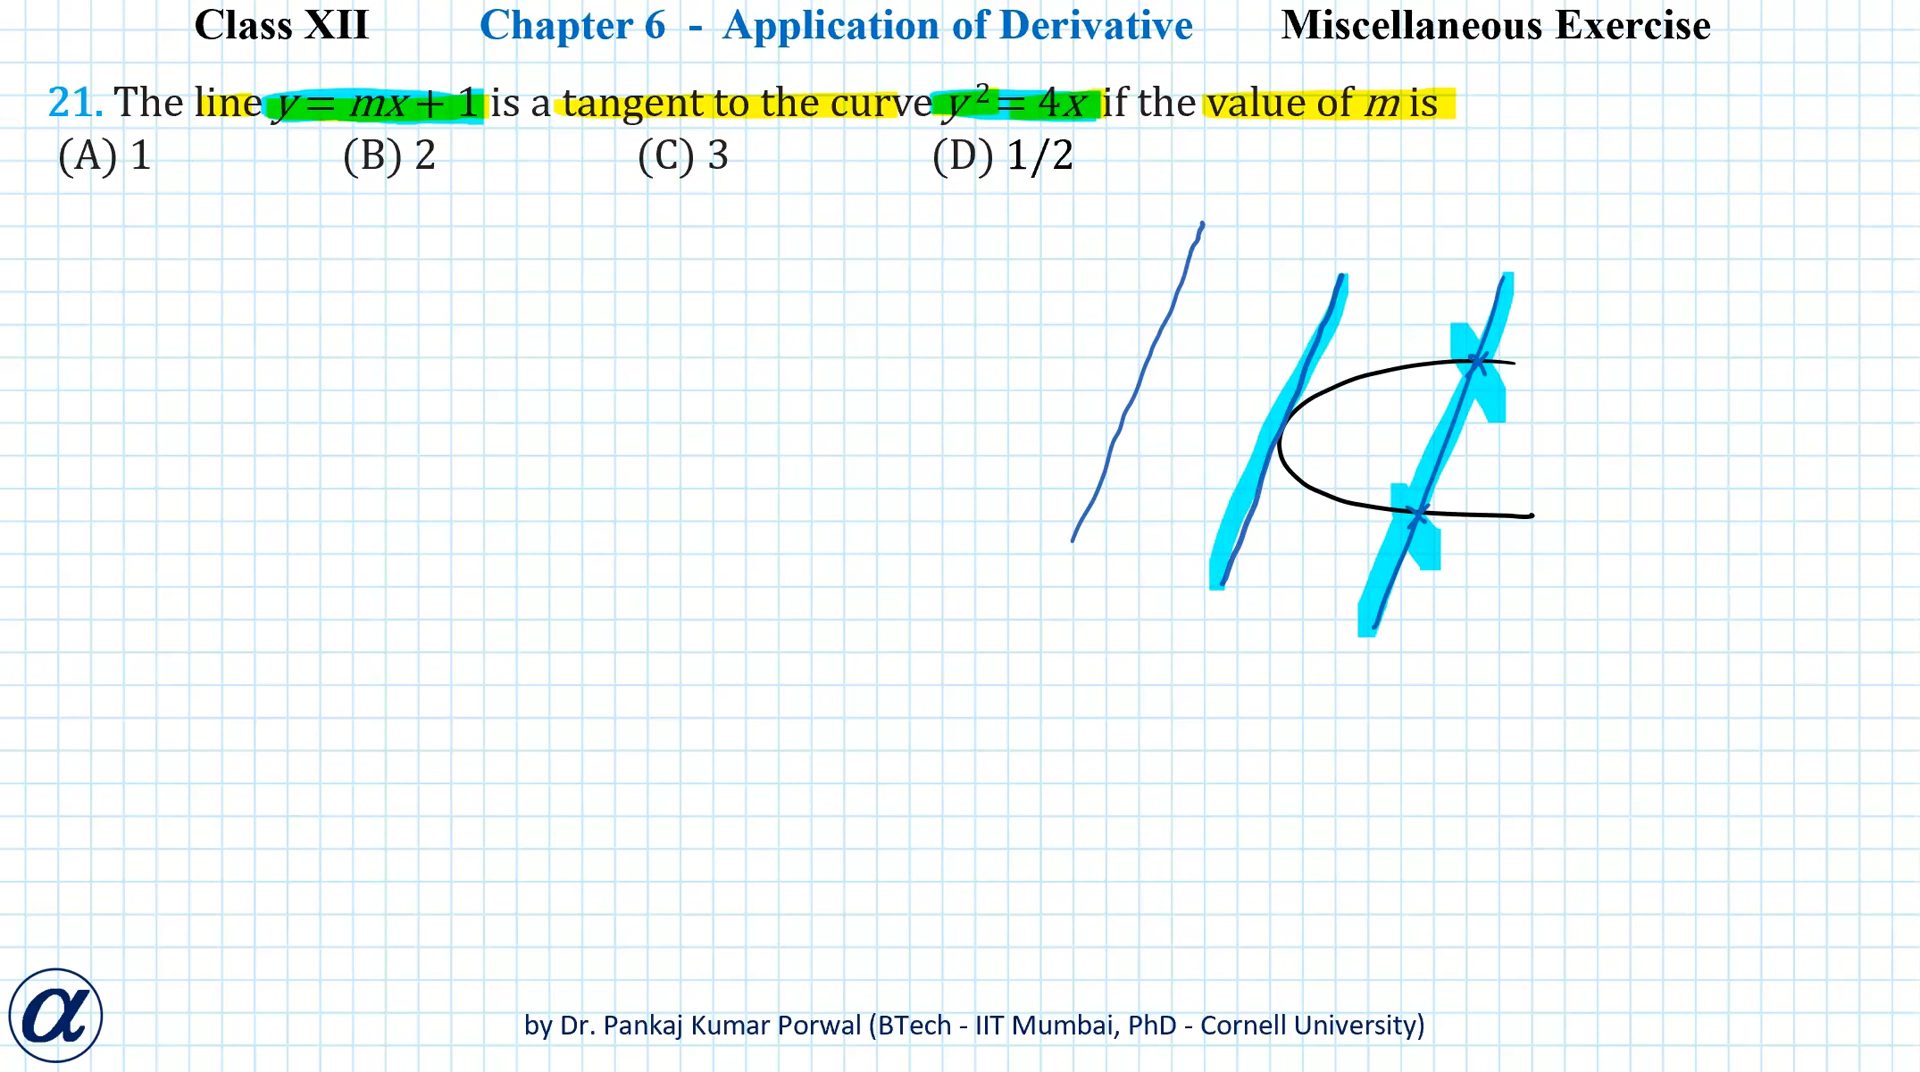 Class XII Chapter 6 - Application of Derivative Miscellaneous Exercise
21. The line y = mx + 1 is a tangent to the curve y² = 4x if the value of m is
(A) 1 (B) 2 (C) 3 (D) 1/2
α
by Dr. Pankaj Kumar Porwal (BTech - IIT Mumbai, PhD - Cornell University)